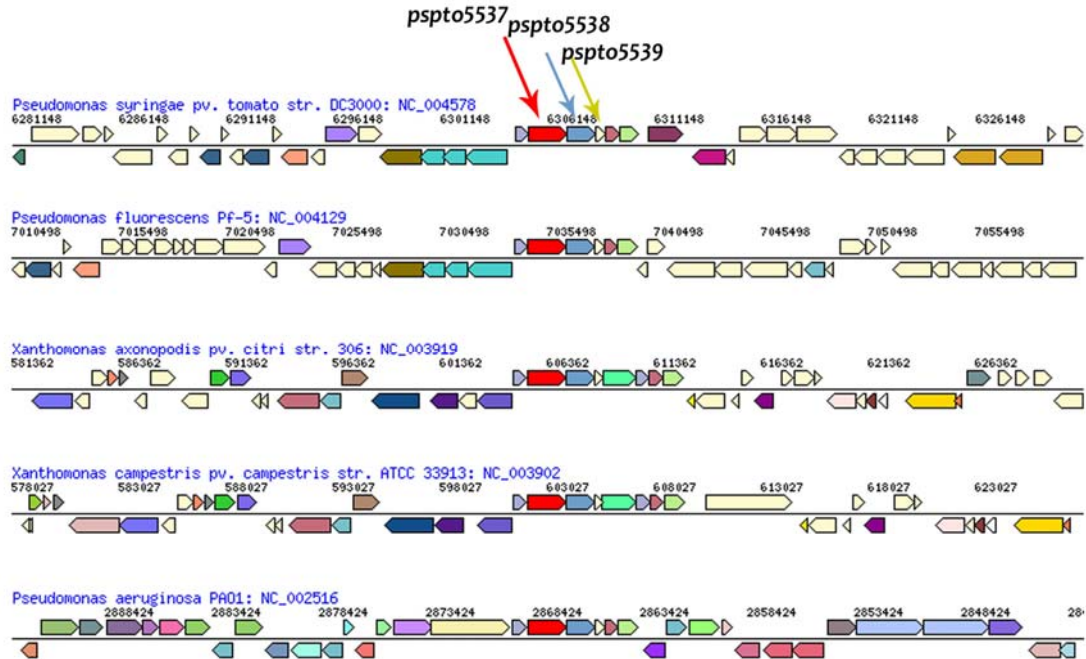 pspto5537
pspto5538
pspto5539
Pseudomonas syringae pv. tomato str. DC3000: NC_004578
6281148 6286148 6291148 6296148 6301148 6306148 6311148 6316148 6321148 6326148
Pseudomonas fluorescens Pf-5: NC_004129
7010498 7015498 7020498 7025498 7030498 7035498 7040498 7045498 7050498 7055498
Xanthomonas axonopodis pv. citri str. 306: NC_003919
581362 586362 591362 596362 601362 606362 611362 616362 621362 626362
Xanthomonas campestris pv. campestris str. ATCC 33913: NC_003902
578027 583027 588027 593027 598027 603027 608027 613027 618027 623027
Pseudomonas aeruginosa PAO1: NC_002516
2888424 2883424 2878424 2873424 2868424 2863424 2858424 2853424 2848424 284